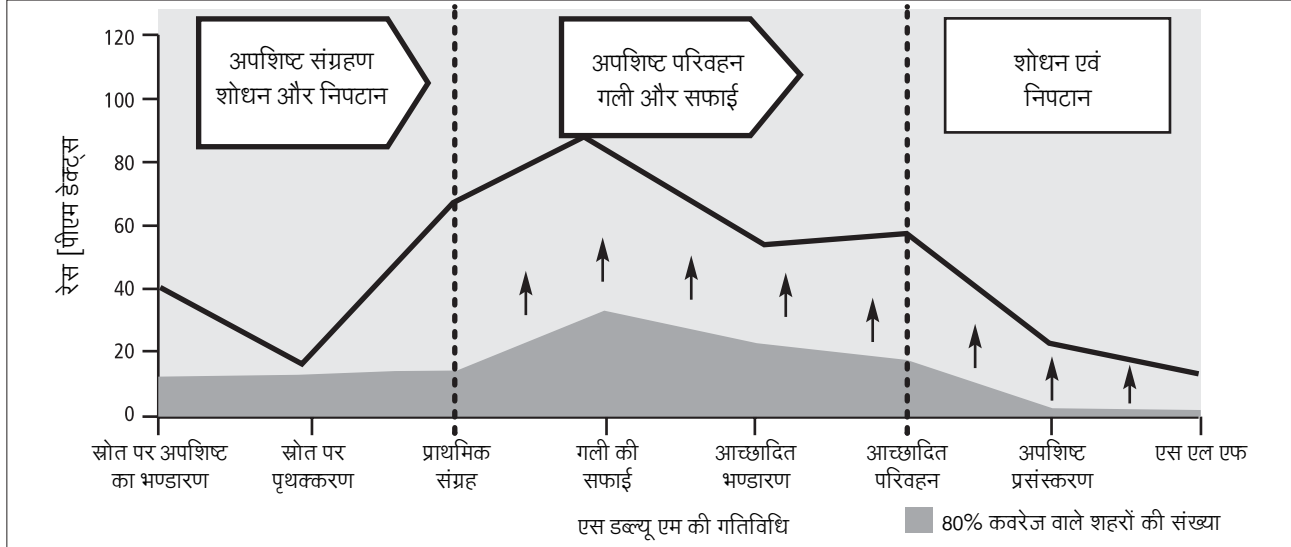 120
100
80
60
40
20
0
रेस [पीएम डेक्ट्स
अपशिष्ट संग्रहण
शोधन और निपटान
अपशिष्ट परिवहन
गली और सफाई
शोधन एवं
निपटान
स्रोत पर अपशिष्ट
का भण्डारण
स्रोत पर
पृथक्करण
प्राथमिक
संग्रह
गली की
सफाई
आच्छादित
भण्डारण
आच्छादित
परिवहन
अपशिष्ट
प्रसंस्करण
एस एल एफ
एस डब्ल्यू एम की गतिविधि
80% कवरेज वाले शहरों की संख्या